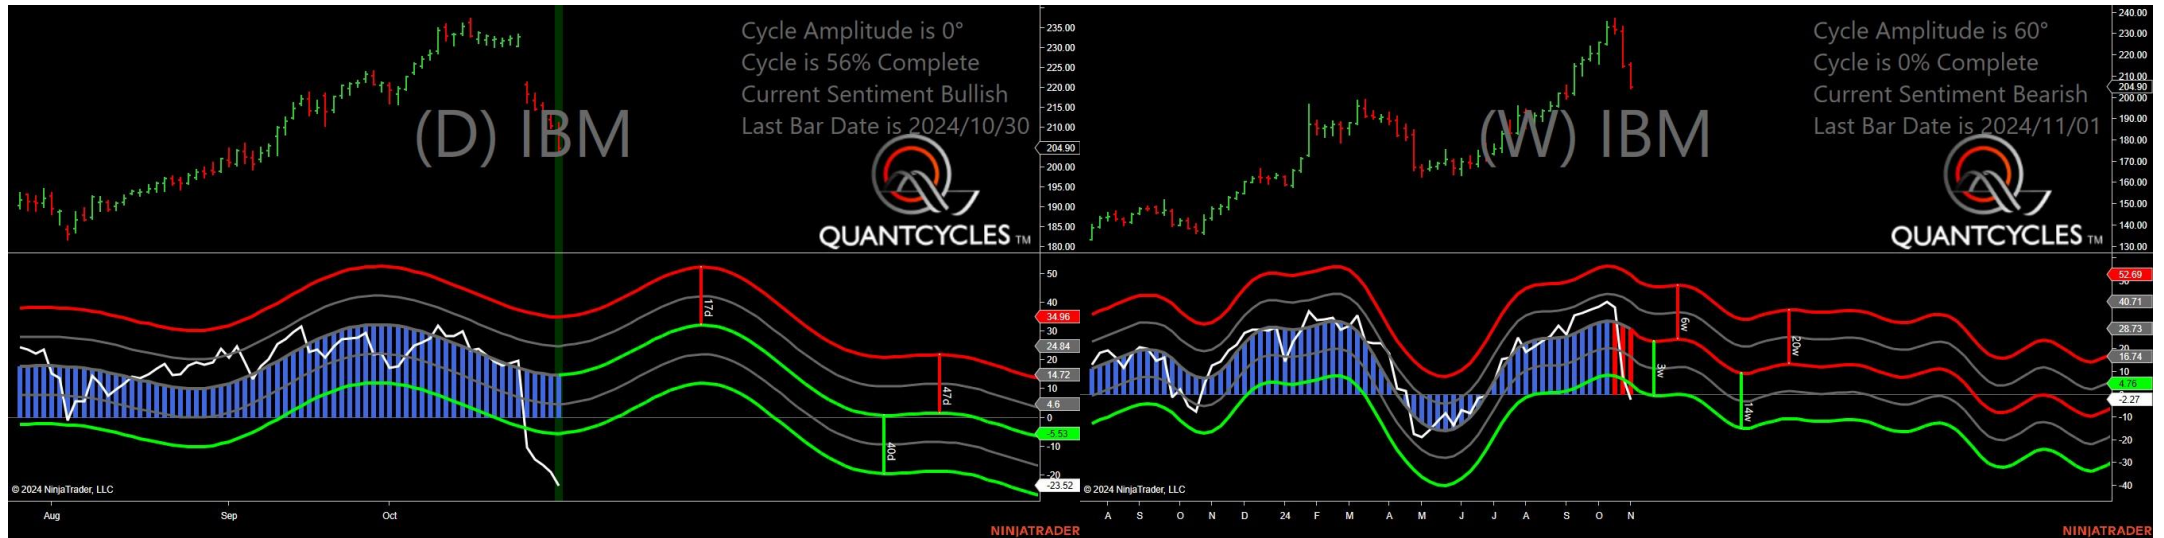 Cycle Amplitude is 0°
Cycle is 56% Complete
Current Sentiment Bullish
Last Bar Date is 2024/10/30
(D) IBM
QUANTCYCLES TM
235.00
230.00
225.00
220.00
215.00
210.00
204.90
200.00
195.00
190.00
185.00
180.00
17d
47d
40d
50
40
34.96
30
24.84
20
14.72
10
4.6
0
-5.53
-10
-20
-23.52
© 2024 NinjaTrader, LLC
Aug Sep Oct
NINJATRADER
Cycle Amplitude is 60°
Cycle is 0% Complete
Current Sentiment Bearish
Last Bar Date is 2024/11/01
(W) IBM
QUANTCYCLES TM
240.00
230.00
220.00
210.00
204.90
200.00
190.00
180.00
170.00
160.00
150.00
140.00
130.00
6w
20w
3w
14w
52.69
40.71
28.73
20
16.74
10
4.76
-2.27
-10
-20
-30
-40
© 2024 NinjaTrader, LLC
A S O N D 24 F M A M J J A S O N
NINJATRADER